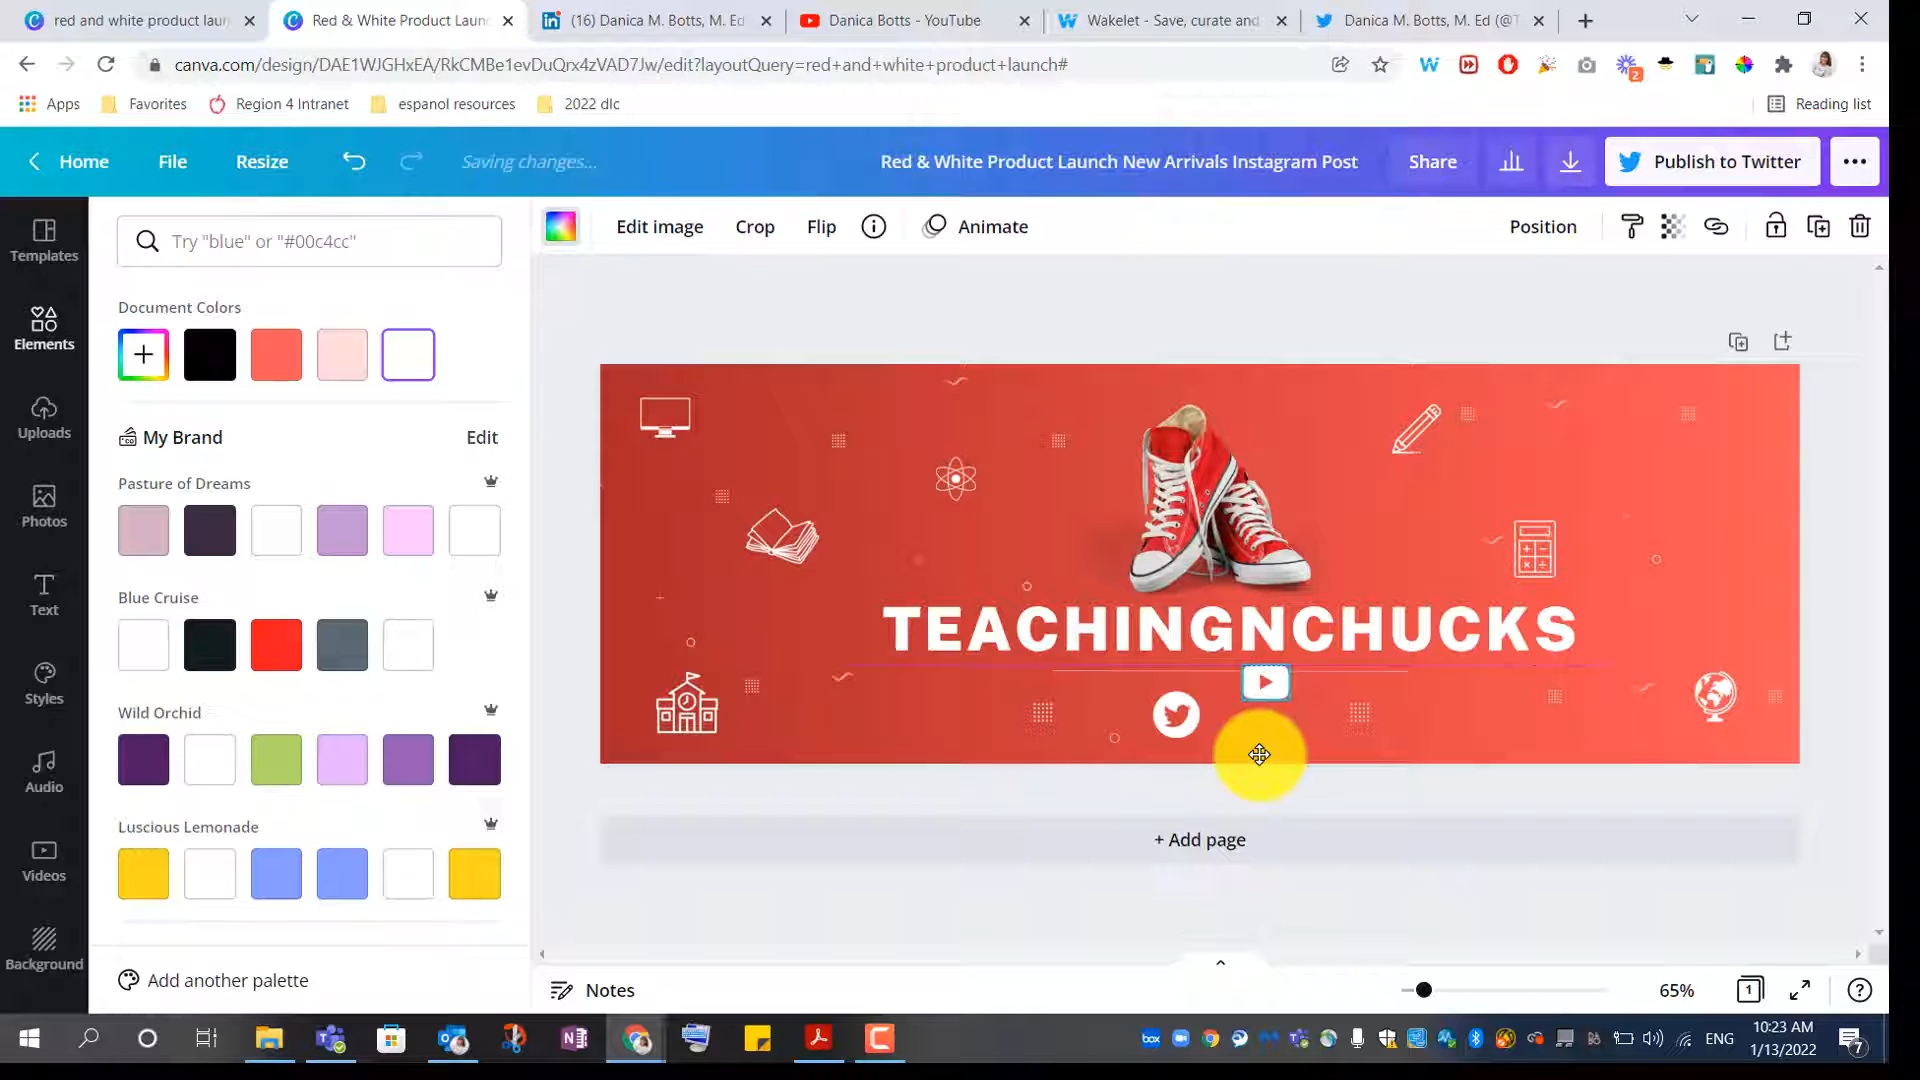 red and white product laun
Red & White Product Launc
(16) Danica M. Botts, M. Ed
Danica Botts - YouTube
Wakelet - Save, curate and
Danica M. Botts, M. Ed (@T
canva.com/design/DAE1WJGHxEA/RkCMBe1evDuQrx4zVAD7Jw/edit?layoutQuery=red+and+white+product+launch#
Apps
Favorites
Region 4 Intranet
espanol resources
2022 dlc
Reading list
Home
File
Resize
Saving changes...
Red & White Product Launch New Arrivals Instagram Post
Share
Publish to Twitter
Templates
Elements
Uploads
Photos
Text
Styles
Audio
Videos
Background
Try "blue" or "#00c4cc"
Document Colors
My Brand
Edit
Pasture of Dreams
Blue Cruise
Wild Orchid
Luscious Lemonade
Add another palette
Edit image
Crop
Flip
Animate
Position
TEACHINGNCHUCKS
+ Add page
Notes
65%
1
ENG
10:23 AM
1/13/2022
7